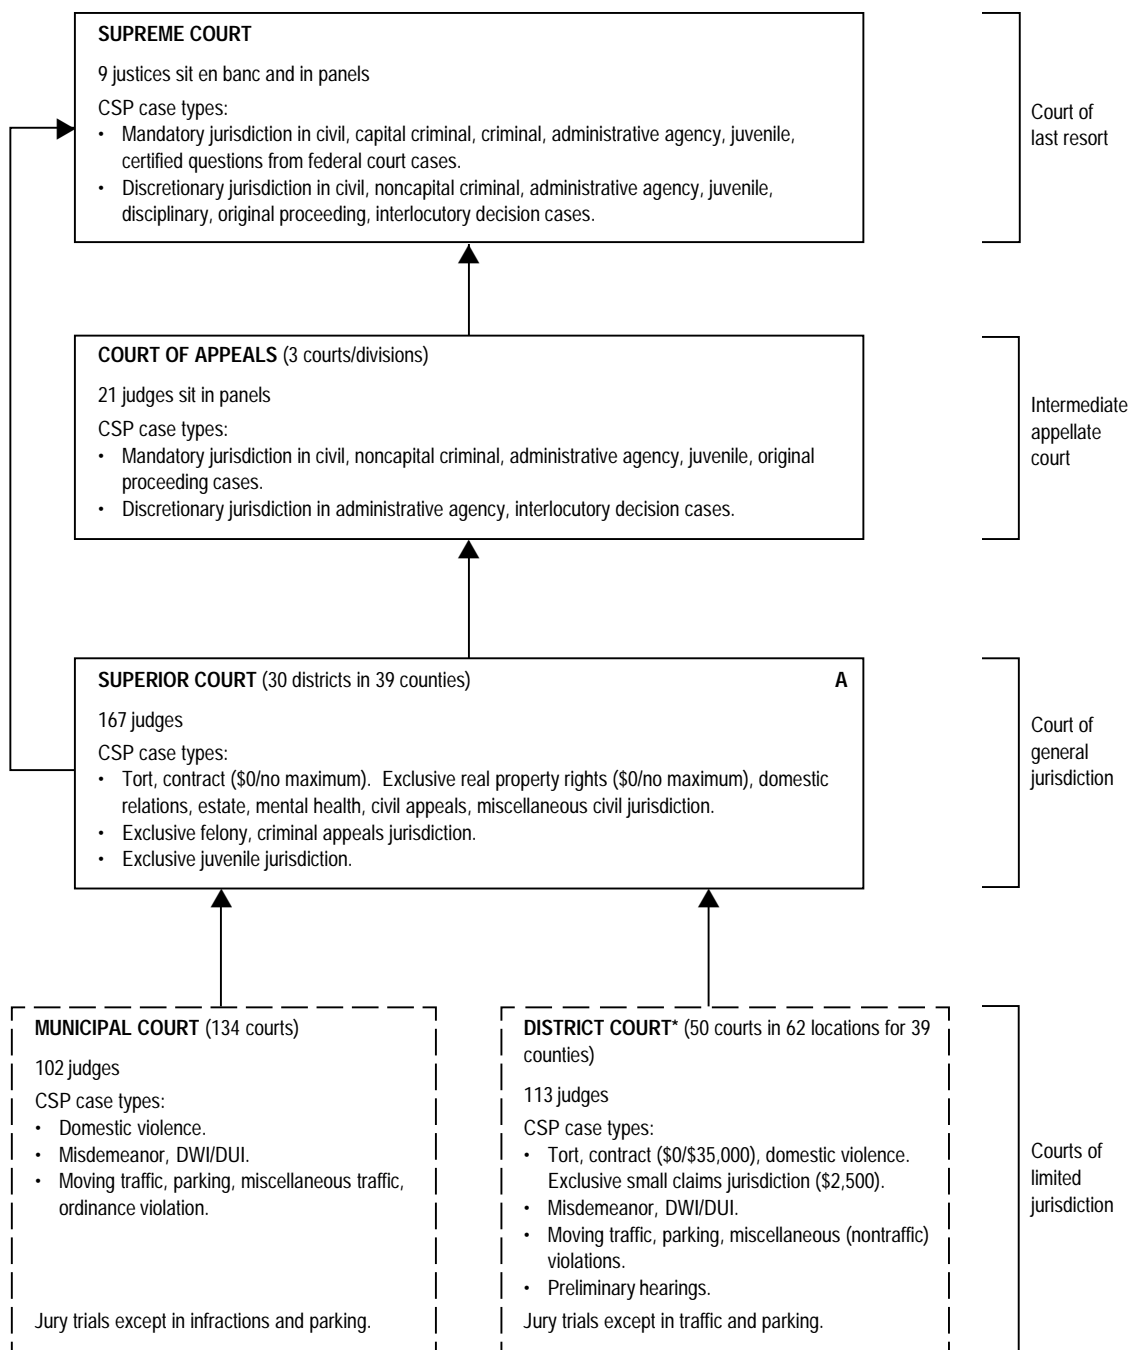 SUPREME COURT
9 justices sit en banc and in panels
CSP case types:
• Mandatory jurisdiction in civil, capital criminal, criminal, administrative agency, juvenile,
certified questions from federal court cases.
• Discretionary jurisdiction in civil, noncapital criminal, administrative agency, juvenile,
disciplinary, original proceeding, interlocutory decision cases.
Court of
last resort
COURT OF APPEALS (3 courts/divisions)
21 judges sit in panels
CSP case types:
• Mandatory jurisdiction in civil, noncapital criminal, administrative agency, juvenile, original
proceeding cases.
• Discretionary jurisdiction in administrative agency, interlocutory decision cases.
Intermediate
appellate
court
SUPERIOR COURT (30 districts in 39 counties) A
167 judges
CSP case types:
• Tort, contract ($0/no maximum). Exclusive real property rights ($0/no maximum), domestic
relations, estate, mental health, civil appeals, miscellaneous civil jurisdiction.
• Exclusive felony, criminal appeals jurisdiction.
• Exclusive juvenile jurisdiction.
Court of
general
jurisdiction
MUNICIPAL COURT (134 courts)
102 judges
CSP case types:
• Domestic violence.
• Misdemeanor, DWI/DUI.
• Moving traffic, parking, miscellaneous traffic,
ordinance violation.
Jury trials except in infractions and parking.
DISTRICT COURT* (50 courts in 62 locations for 39
counties)
113 judges
CSP case types:
• Tort, contract ($0/$35,000), domestic violence.
Exclusive small claims jurisdiction ($2,500).
• Misdemeanor, DWI/DUI.
• Moving traffic, parking, miscellaneous (nontraffic)
violations.
• Preliminary hearings.
Jury trials except in traffic and parking.
Courts of
limited
jurisdiction